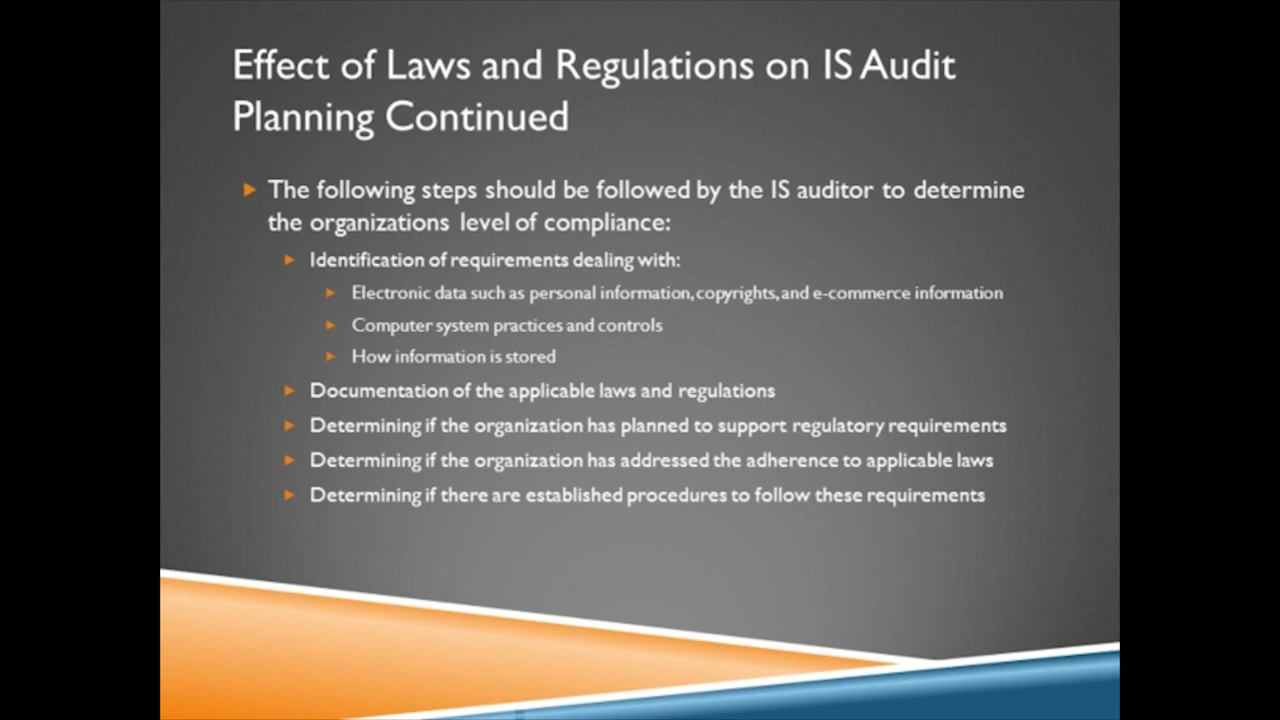 Effect of Laws and Regulations on IS Audit
Planning Continued
The following steps should be followed by the IS auditor to determine
the organizations level of compliance:
Identification of requirements dealing with:
Electronic data such as personal information, copyrights, and e-commerce information
Computer system practices and controls
How information is stored
Documentation of the applicable laws and regulations
Determining if the organization has planned to support regulatory requirements
Determining if the organization has addressed the adherence to applicable laws
Determining if there are established procedures to follow these requirements